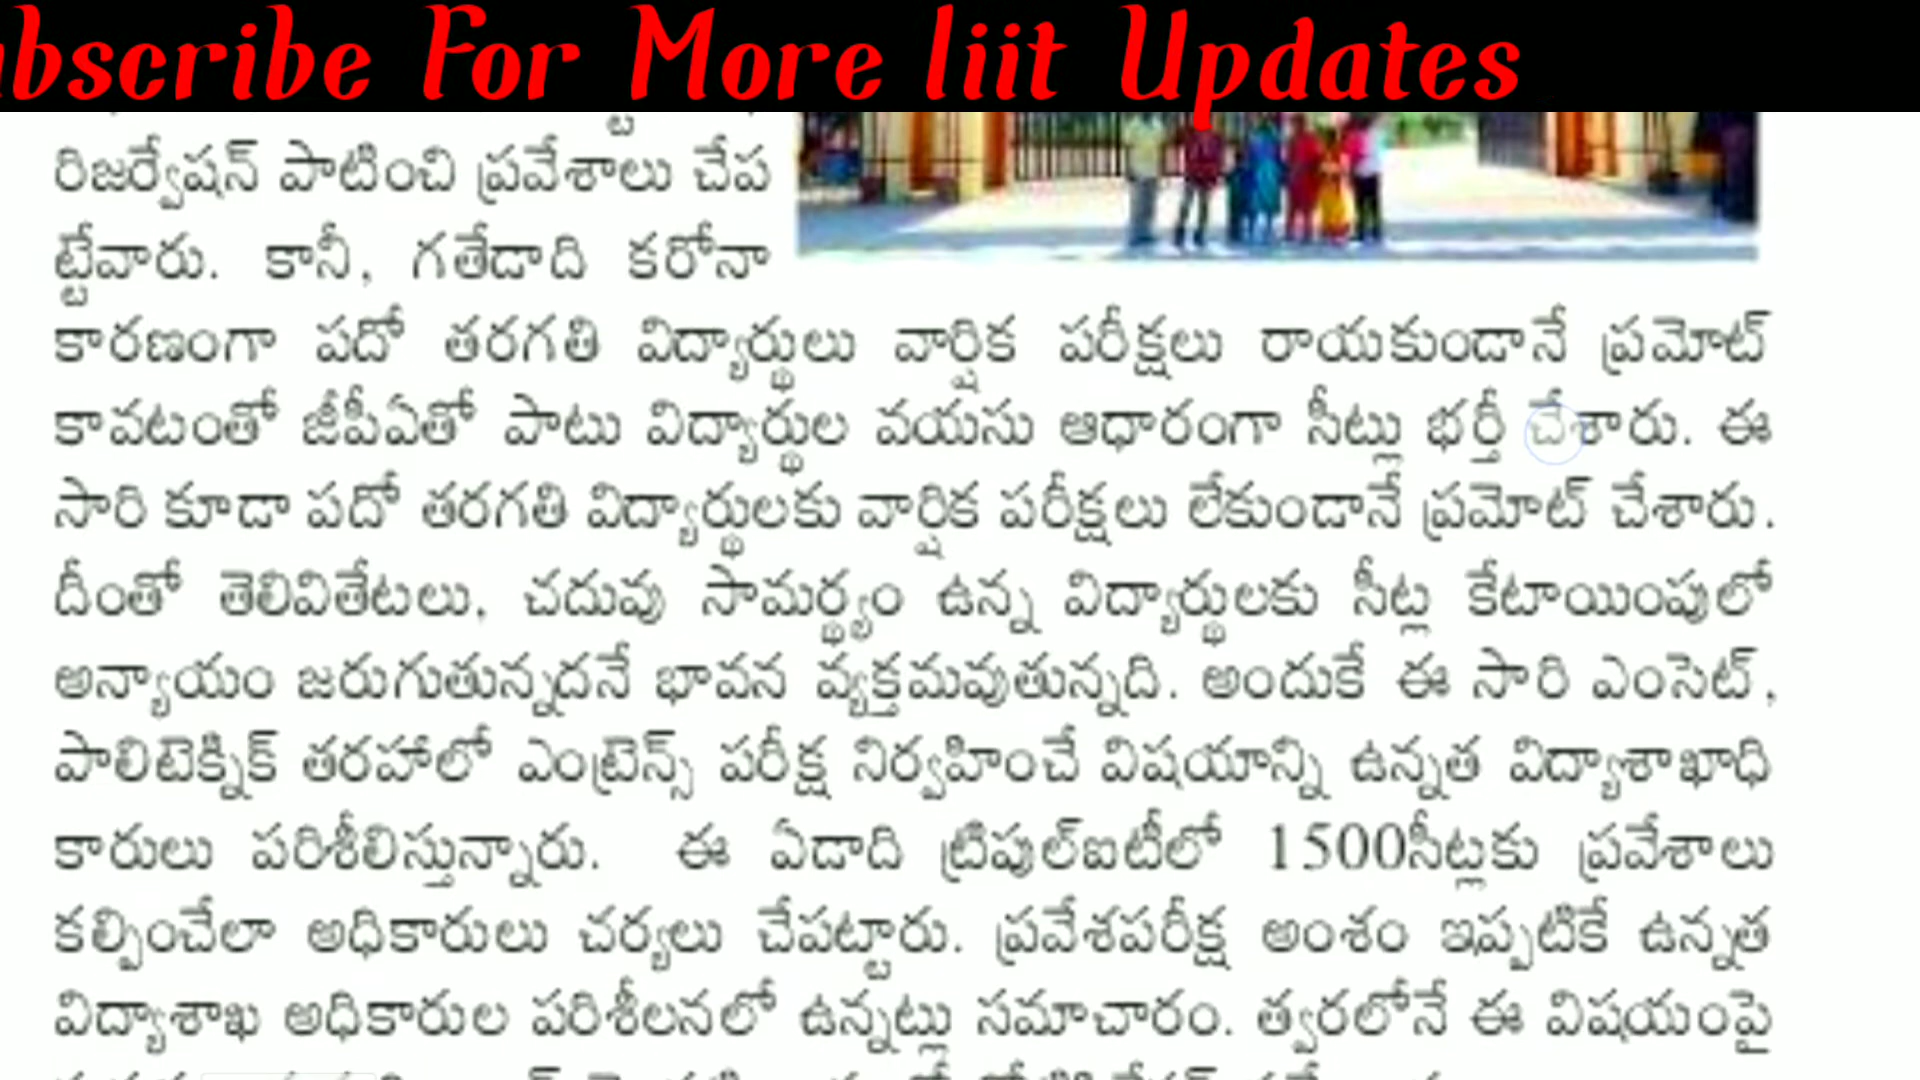 bscribe For More Iiit Updates
రిజర్వేషన్ పాటించి ప్రవేశాలు చేప
ట్టేవారు. కానీ, గతేడాది కరోనా
కారణంగా పదో తరగతి విద్యార్థులు వార్షిక పరీక్షలు రాయకుండానే ప్రమోట్
కావటంతో జీపీఏతో పాటు విద్యార్థుల వయసు ఆధారంగా సీట్లు భర్తీ చేశారు. ఈ
సారి కూడా పదో తరగతి విద్యార్థులకు వార్షిక పరీక్షలు లేకుండానే ప్రమోట్ చేశారు.
దీంతో తెలివితేటలు, చదువు సామర్థ్యం ఉన్న విద్యార్థులకు సీట్ల కేటాయింపులో
అన్యాయం జరుగుతున్నదనే భావన వ్యక్తమవుతున్నది. అందుకే ఈ సారి ఎంసెట్,
పాలిటెక్నిక్ తరహాలో ఎంట్రెన్స్ పరీక్ష నిర్వహించే విషయాన్ని ఉన్నత విద్యాశాఖాధి
కారులు పరిశీలిస్తున్నారు. ఈ ఏడాది ట్రిపుల్ఐటీలో 1500సీట్లకు ప్రవేశాలు
కల్పించేలా అధికారులు చర్యలు చేపట్టారు. ప్రవేశపరీక్ష అంశం ఇప్పటికే ఉన్నత
విద్యాశాఖ అధికారుల పరిశీలనలో ఉన్నట్లు సమాచారం. త్వరలోనే ఈ విషయంపై